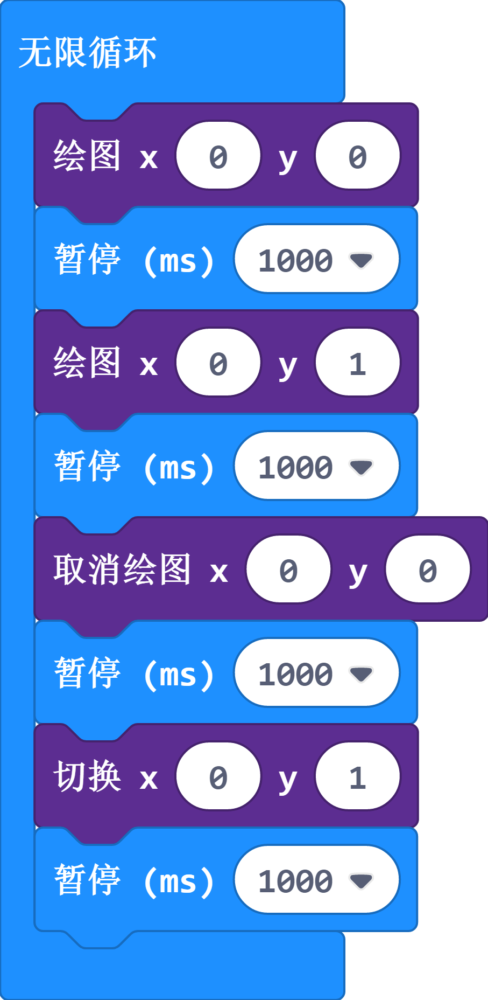 无限循环
绘图 x 0 y 0
暂停 (ms) 1000
绘图 x 0 y 1
暂停 (ms) 1000
取消绘图 x 0 y 0
暂停 (ms) 1000
切换 x 0 y 1
暂停 (ms) 1000